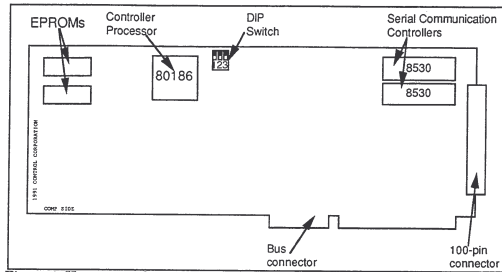 EPROMs
Controller
Processor
DIP
Switch
Serial Communication
Controllers
80186
123
8530
8530
1991 CONTROL CORPORATION
COMP SIDE
Bus
connector
100-pin
connector